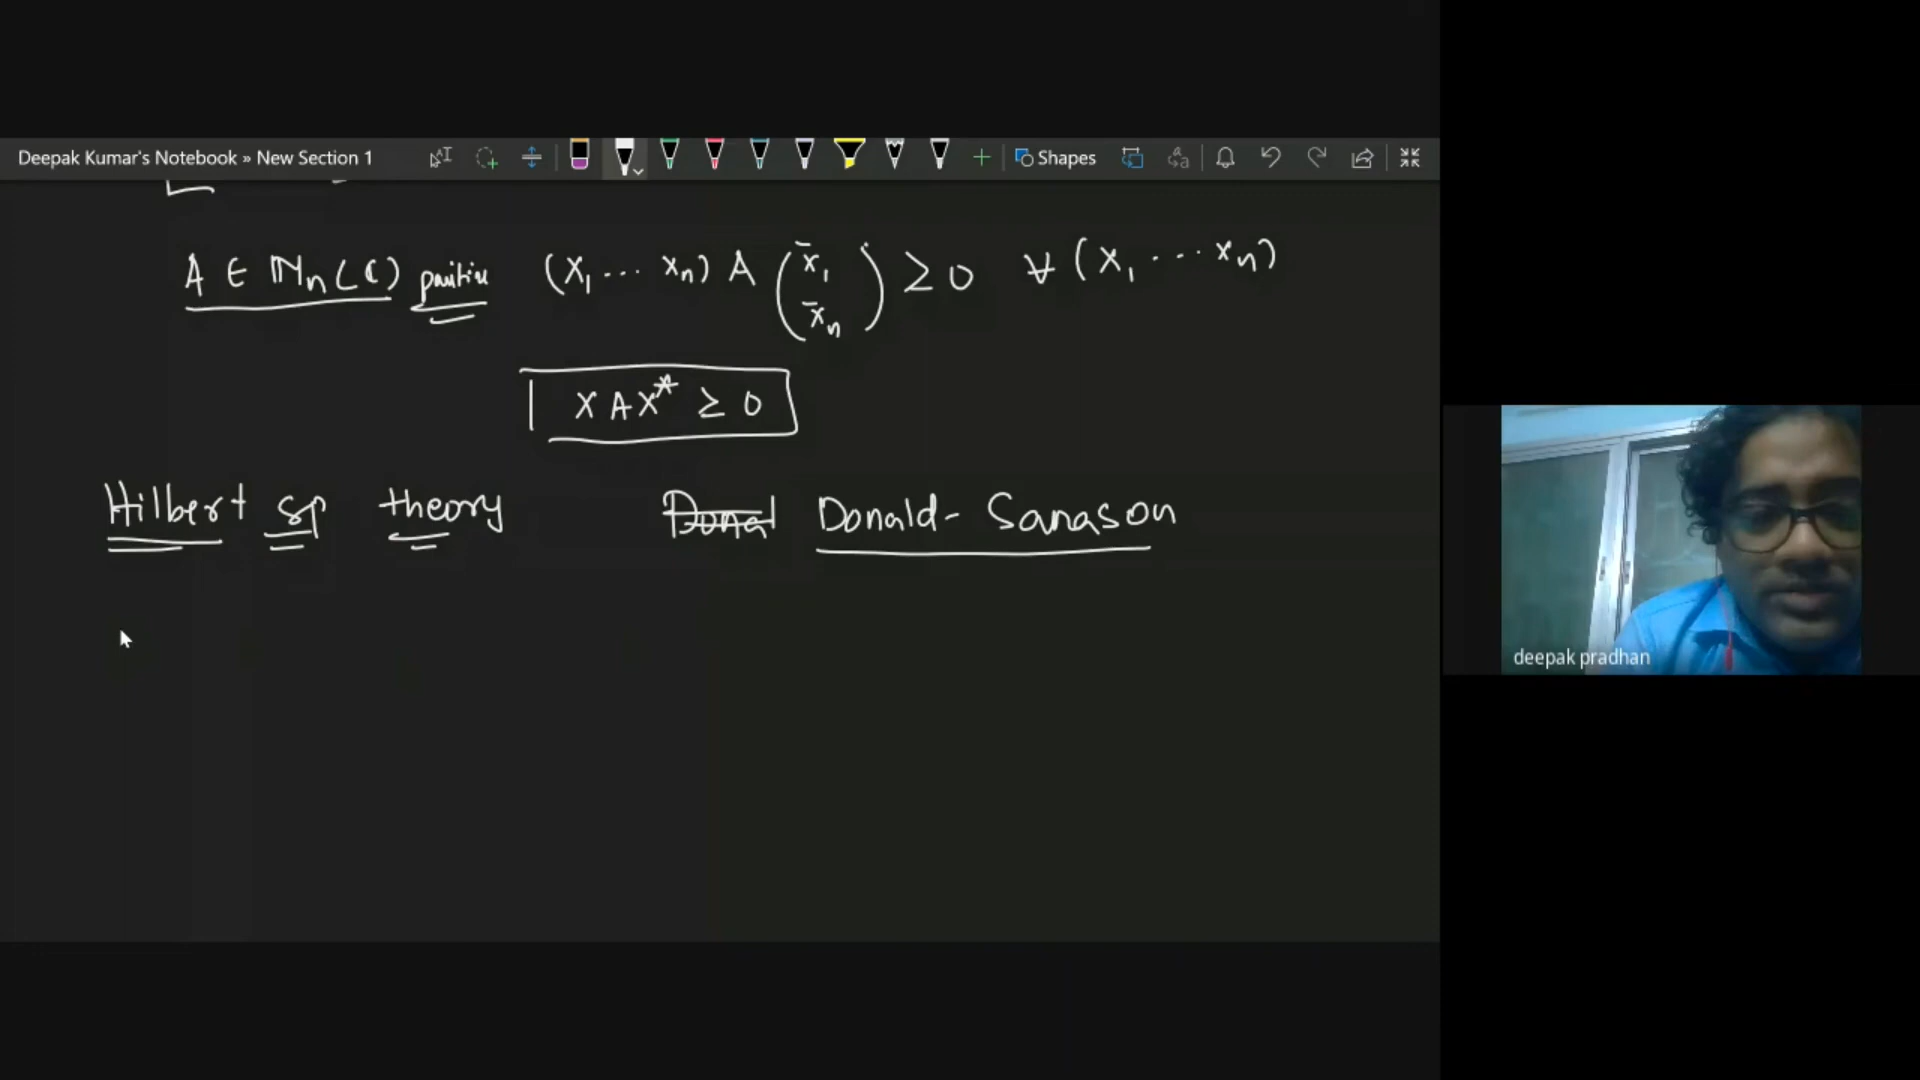 Deepak Kumar's Notebook » New Section 1
Shapes
A ∈ Mn(ℂ) positive (x₁ ... xₙ) A (x̄₁ x̄ₙ) ≥ 0 ∀ (x₁ ... xₙ)
X A X* ≥ 0
Hilbert sp theory Donal Donald- Sanason
deepak pradhan